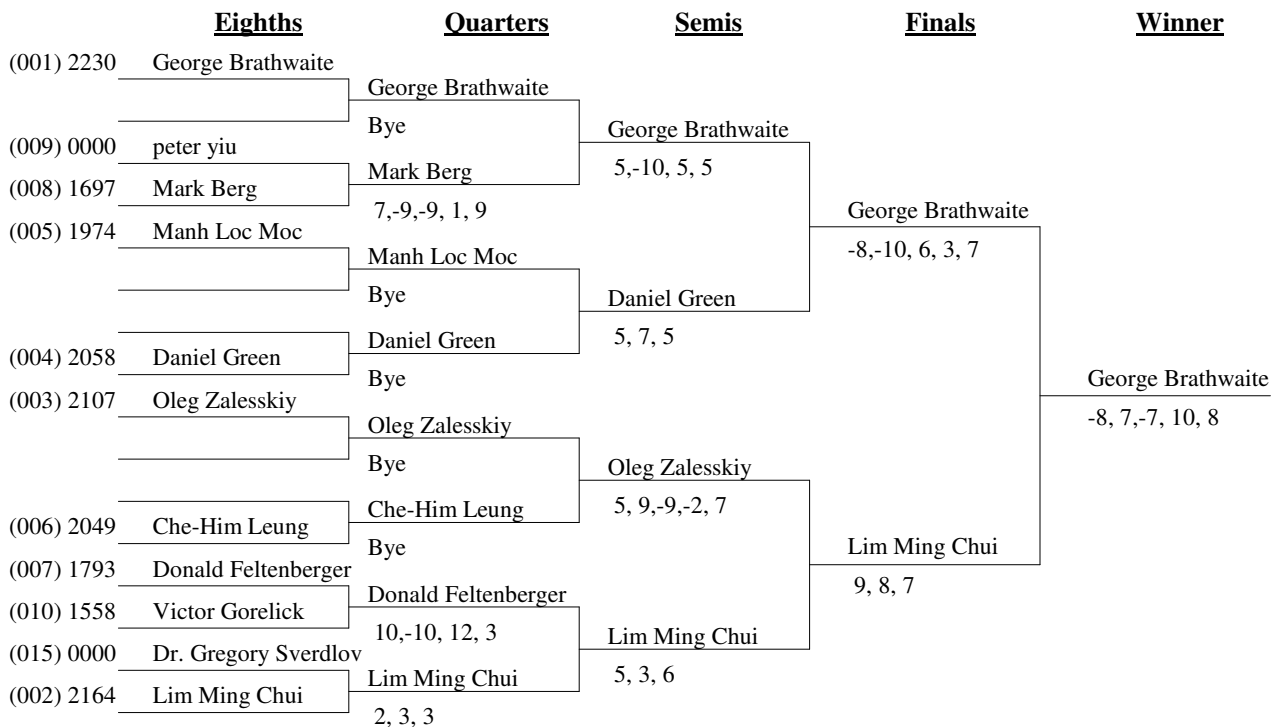 Eighths Quarters Semis Finals Winner
(001) 2230 George Brathwaite
George Brathwaite
Bye
George Brathwaite
(009) 0000 peter yiu
5,-10, 5, 5
Mark Berg
(008) 1697 Mark Berg
7,-9,-9, 1, 9
George Brathwaite
(005) 1974 Manh Loc Moc
-8,-10, 6, 3, 7
Manh Loc Moc
Bye
Daniel Green
5, 7, 5
Daniel Green
(004) 2058 Daniel Green
Bye
George Brathwaite
(003) 2107 Oleg Zalesskiy
-8, 7,-7, 10, 8
Oleg Zalesskiy
Bye
Oleg Zalesskiy
5, 9,-9,-2, 7
Che-Him Leung
(006) 2049 Che-Him Leung
Bye
Lim Ming Chui
(007) 1793 Donald Feltenberger
9, 8, 7
Donald Feltenberger
(010) 1558 Victor Gorelick
10,-10, 12, 3
Lim Ming Chui
(015) 0000 Dr. Gregory Sverdlov
5, 3, 6
Lim Ming Chui
(002) 2164 Lim Ming Chui
2, 3, 3